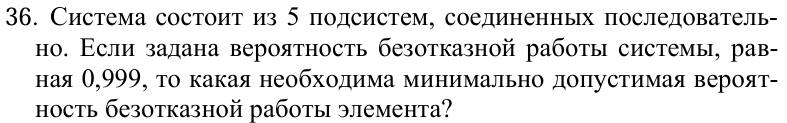 36. Система состоит из 5 подсистем, соединенных последователь-
но. Если задана вероятность безотказной работы системы, рав-
ная 0,999, то какая необходима минимально допустимая вероят-
ность безотказной работы элемента?